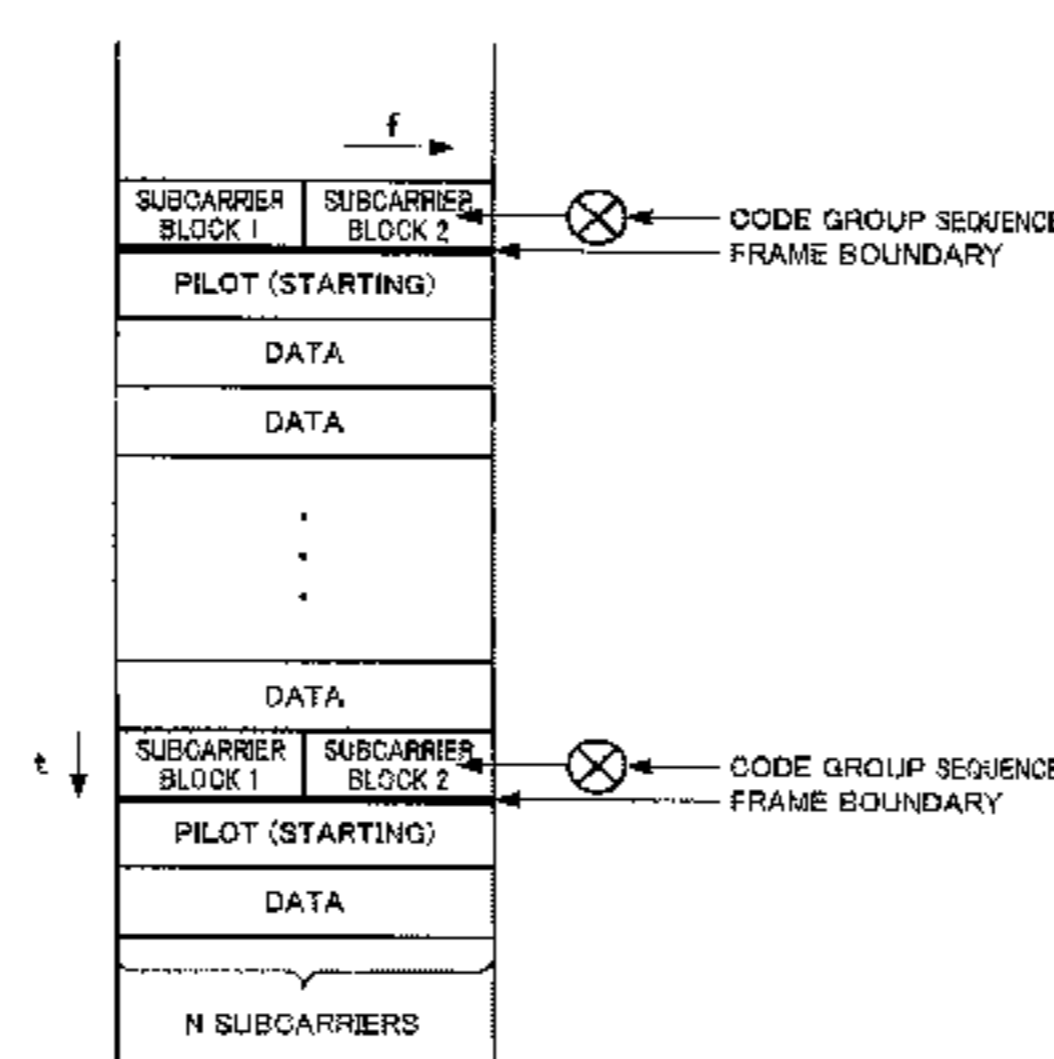 f
SUBCARRIER BLOCK 1
SUBCARRIER BLOCK 2
CODE GROUP SEQUENCE
FRAME BOUNDARY
PILOT (STARTING)
DATA
DATA
DATA
t
SUBCARRIER BLOCK 1
SUBCARRIER BLOCK 2
CODE GROUP SEQUENCE
FRAME BOUNDARY
PILOT (STARTING)
DATA
N SUBCARRIERS